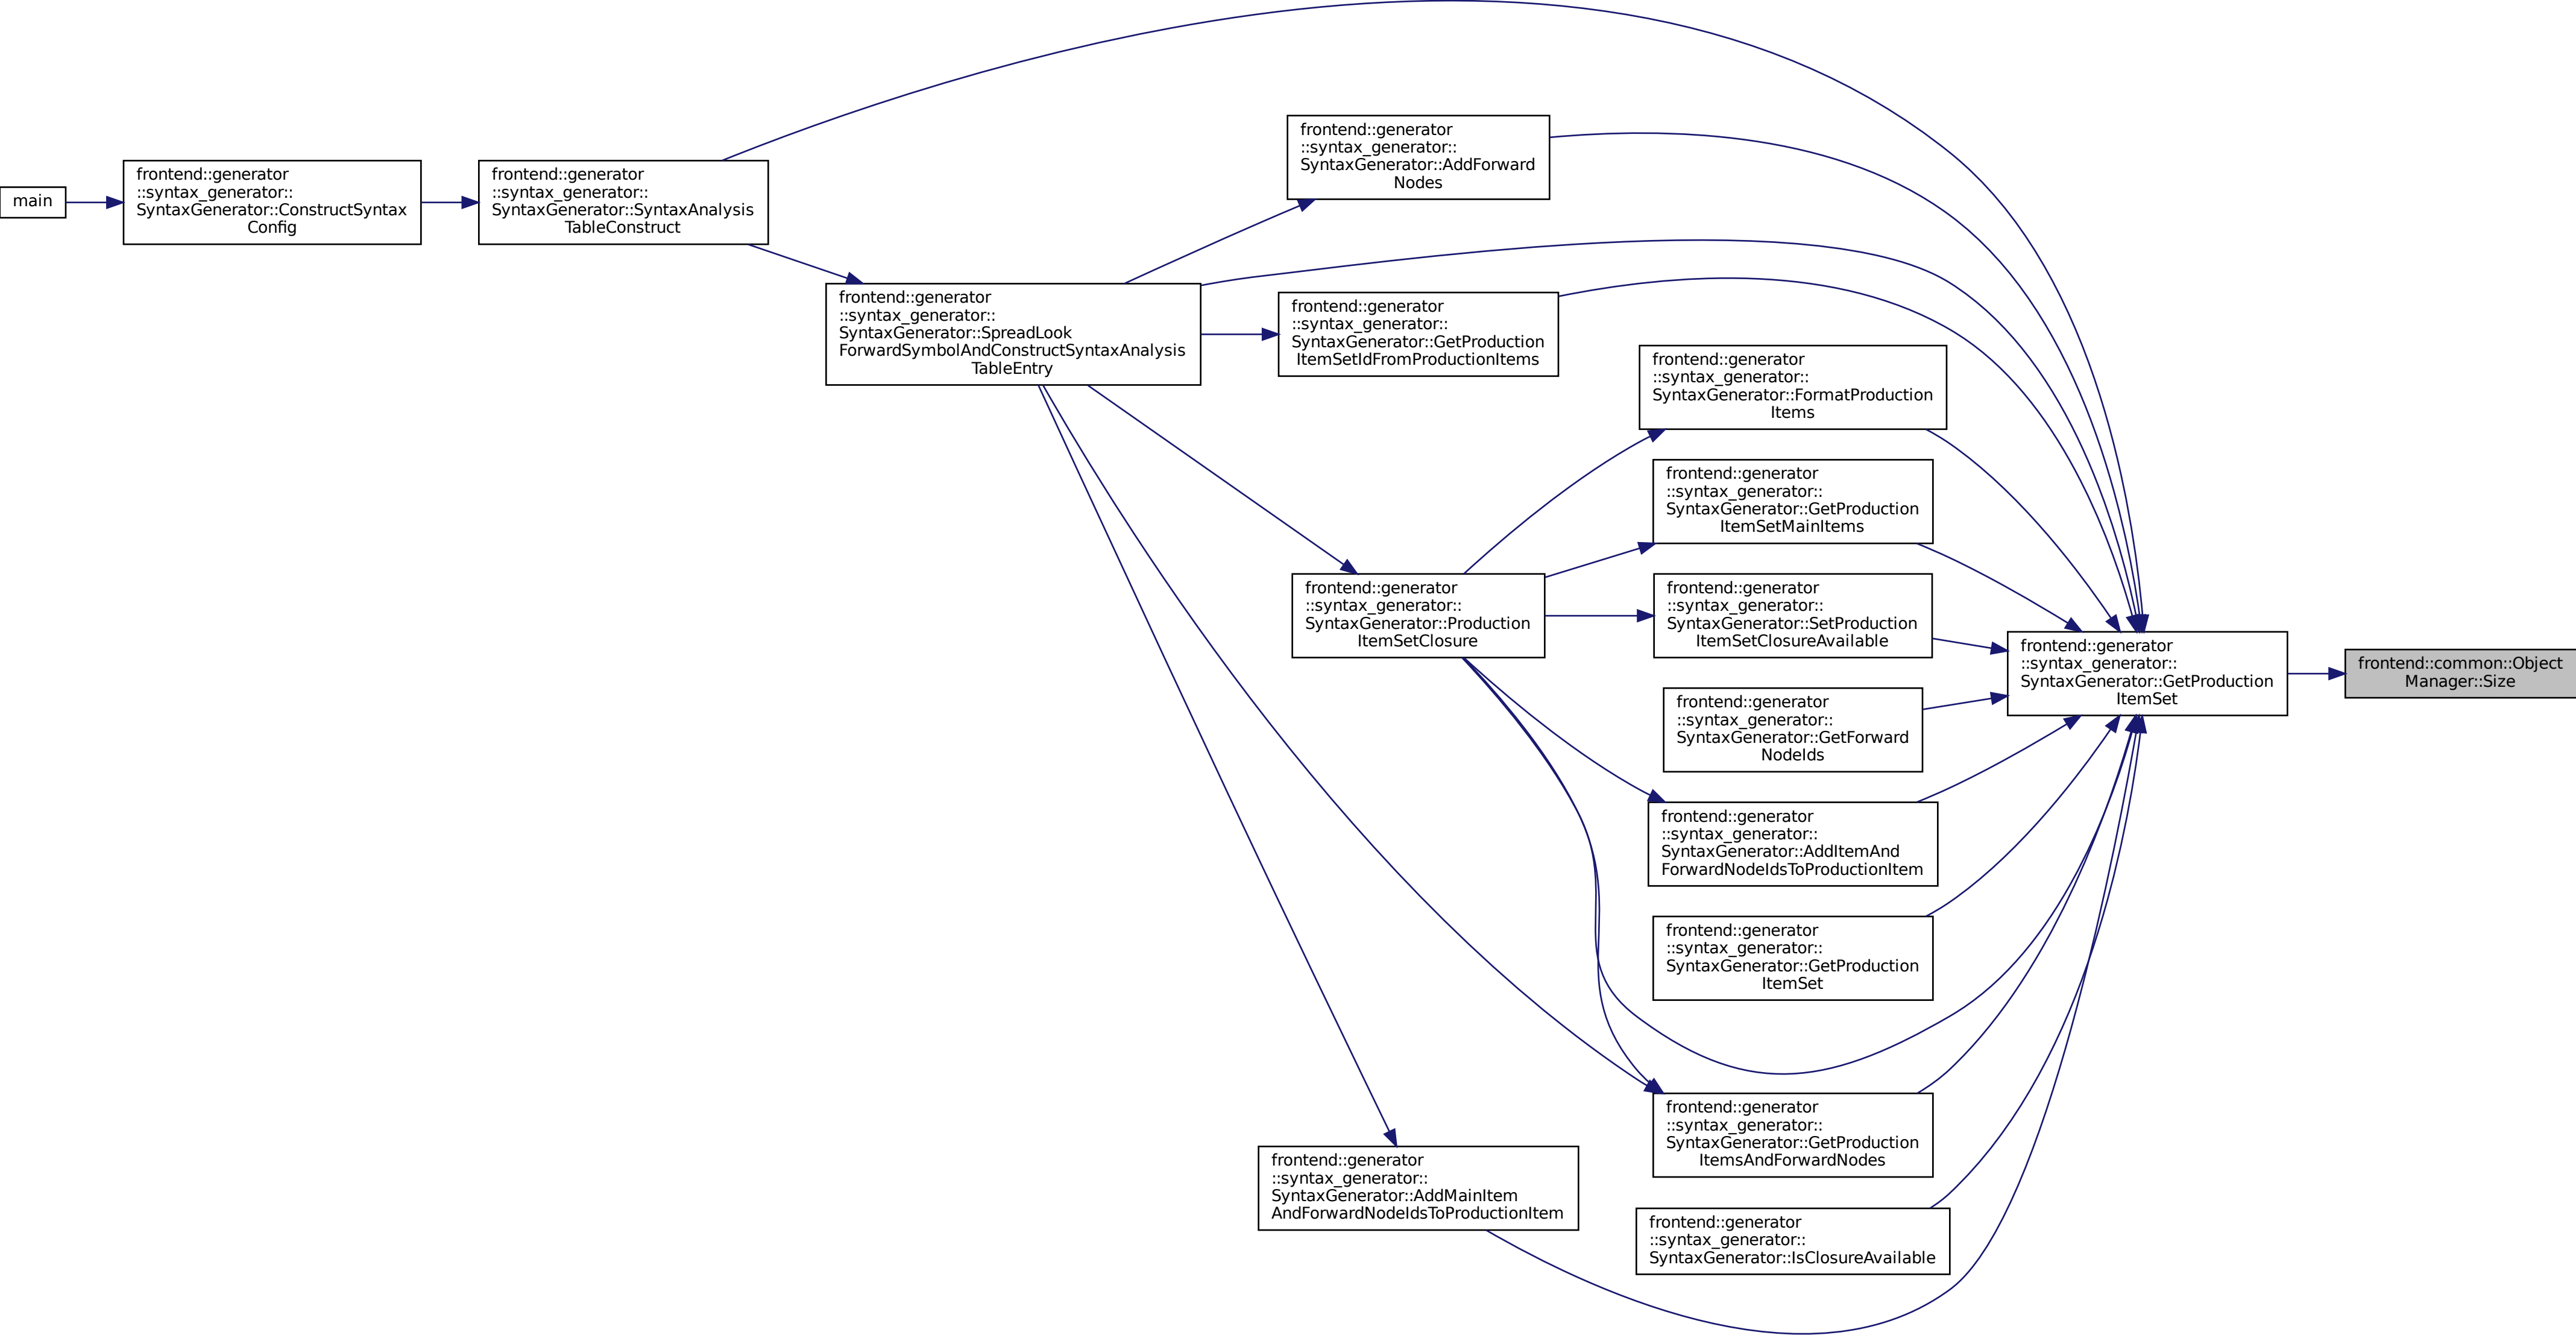 main
frontend::generator
::syntax_generator::
SyntaxGenerator::ConstructSyntax
Config
frontend::generator
::syntax_generator::
SyntaxGenerator::SyntaxAnalysis
TableConstruct
frontend::generator
::syntax_generator::
SyntaxGenerator::SpreadLook
ForwardSymbolAndConstructSyntaxAnalysis
TableEntry
frontend::generator
::syntax_generator::
SyntaxGenerator::AddForward
Nodes
frontend::generator
::syntax_generator::
SyntaxGenerator::GetProduction
ItemSetIdFromProductionItems
frontend::generator
::syntax_generator::
SyntaxGenerator::Production
ItemSetClosure
frontend::generator
::syntax_generator::
SyntaxGenerator::AddMainItem
AndForwardNodeIdsToProductionItem
frontend::generator
::syntax_generator::
SyntaxGenerator::FormatProduction
Items
frontend::generator
::syntax_generator::
SyntaxGenerator::GetProduction
ItemSetMainItems
frontend::generator
::syntax_generator::
SyntaxGenerator::SetProduction
ItemSetClosureAvailable
frontend::generator
::syntax_generator::
SyntaxGenerator::GetForward
NodeIds
frontend::generator
::syntax_generator::
SyntaxGenerator::AddItemAnd
ForwardNodeIdsToProductionItem
frontend::generator
::syntax_generator::
SyntaxGenerator::GetProduction
ItemSet
frontend::generator
::syntax_generator::
SyntaxGenerator::GetProduction
ItemsAndForwardNodes
frontend::generator
::syntax_generator::
SyntaxGenerator::IsClosureAvailable
frontend::generator
::syntax_generator::
SyntaxGenerator::GetProduction
ItemSet
frontend::common::Object
Manager::Size